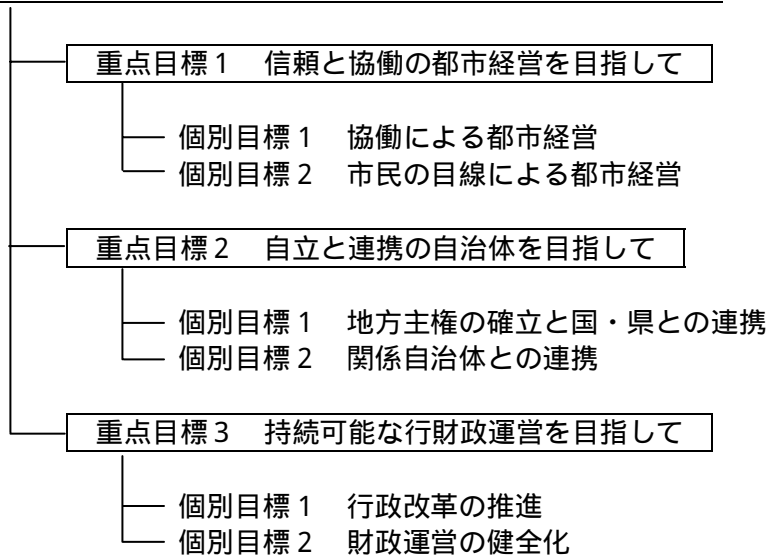 重点目標１　信頼と協働の都市経営を目指して
個別目標１　協働による都市経営
個別目標２　市民の目線による都市経営
重点目標２　自立と連携の自治体を目指して
個別目標１　地方主権の確立と国・県との連携
個別目標２　関係自治体との連携
重点目標３　持続可能な行財政運営を目指して
個別目標１　行政改革の推進
個別目標２　財政運営の健全化